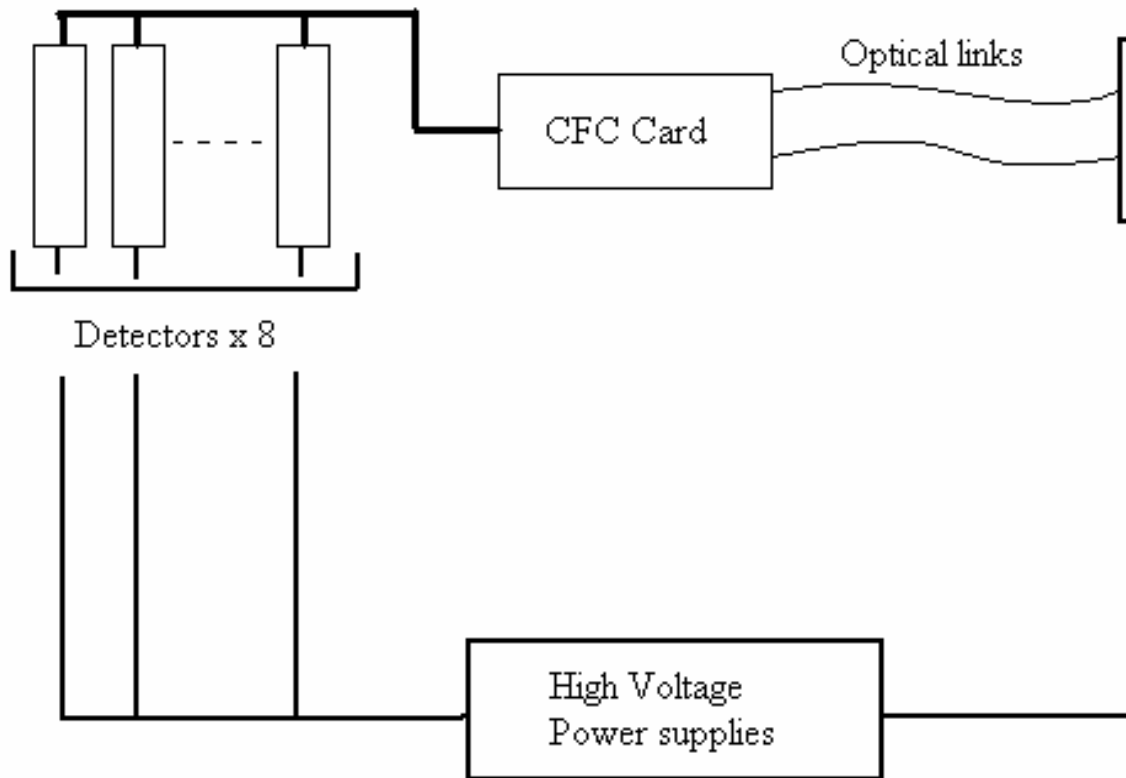 Optical links
CFC Card
Detectors x 8
High Voltage
Power supplies